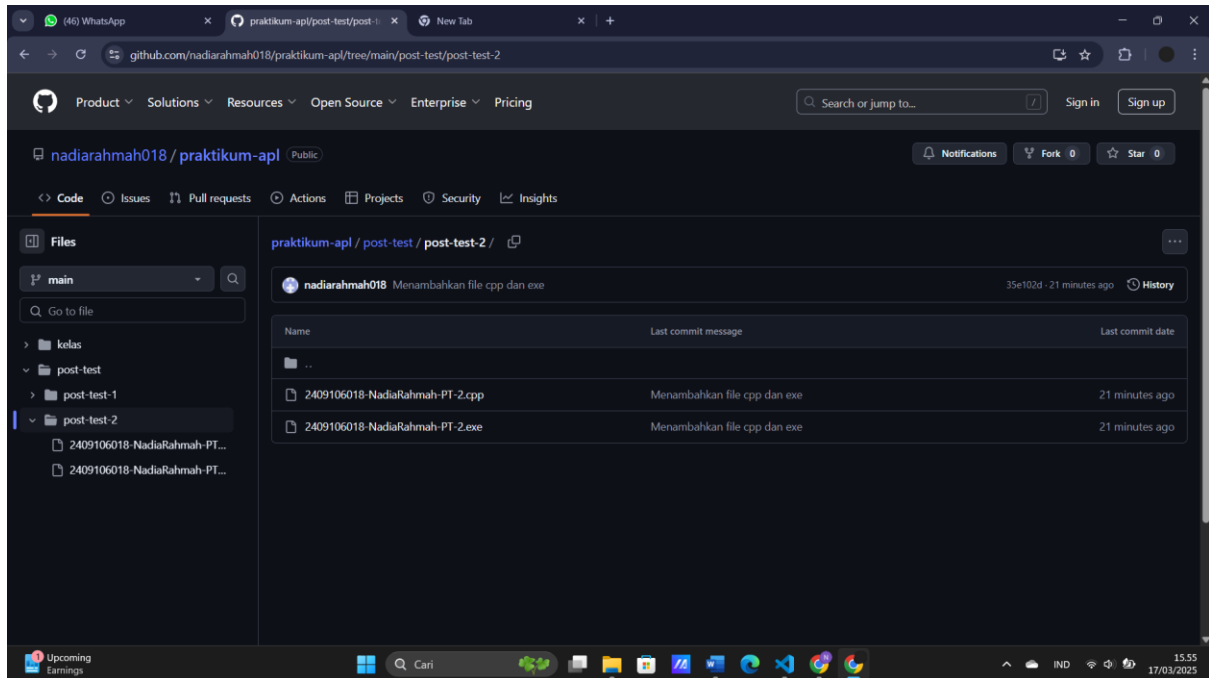 (46) WhatsApp
praktikum-apl/post-test/post-t
New Tab
github.com/nadiarahmah018/praktikum-apl/tree/main/post-test/post-test-2
Product Solutions Resources Open Source Enterprise Pricing
Search or jump to... / Sign in Sign up
nadiarahmah018 / praktikum-apl Public
Notifications Fork 0 Star 0
Code Issues Pull requests Actions Projects Security Insights
Files
main
Go to file
kelas
post-test
post-test-1
post-test-2
2409106018-NadiaRahmah-PT...
2409106018-NadiaRahmah-PT...
praktikum-apl / post-test / post-test-2 /
nadiarahmah018 Menambahkan file cpp dan exe 35e102d · 21 minutes ago History
Name Last commit message Last commit date
..
2409106018-NadiaRahmah-PT-2.cpp Menambahkan file cpp dan exe 21 minutes ago
2409106018-NadiaRahmah-PT-2.exe Menambahkan file cpp dan exe 21 minutes ago
1
Upcoming
Earnings
Cari
IND
15.55
17/03/2025